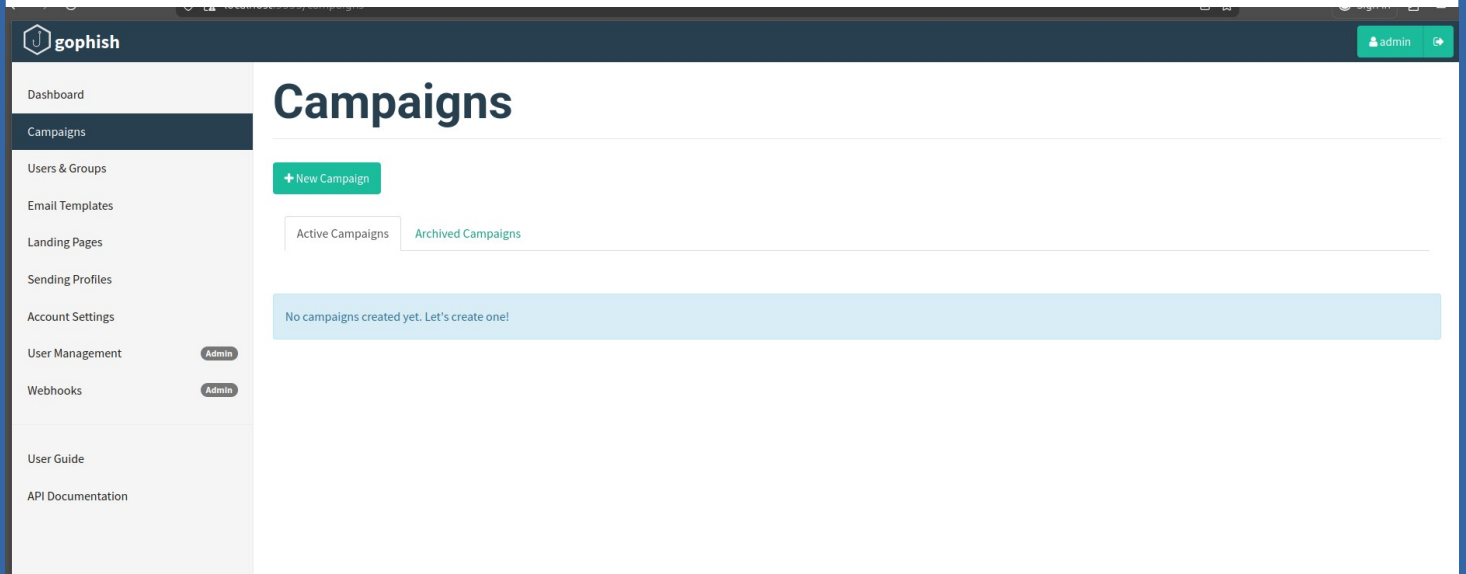 gophish
admin
Dashboard
Campaigns
Users & Groups
Email Templates
Landing Pages
Sending Profiles
Account Settings
User Management Admin
Webhooks Admin
User Guide
API Documentation
Campaigns
+ New Campaign
Active Campaigns Archived Campaigns
No campaigns created yet. Let's create one!